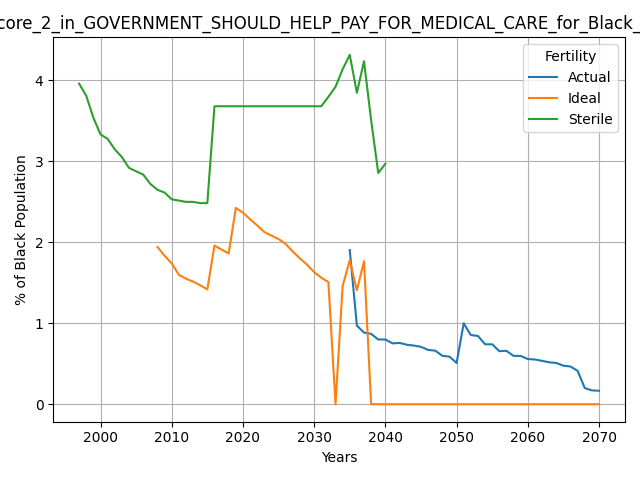 core_2_in_GOVERNMENT_SHOULD_HELP_PAY_FOR_MEDICAL_CARE_for_Black_
Fertility
Actual
Ideal
Sterile
% of Black Population
4
3
2
1
0
2000 2010 2020 2030 2040 2050 2060 2070
Years